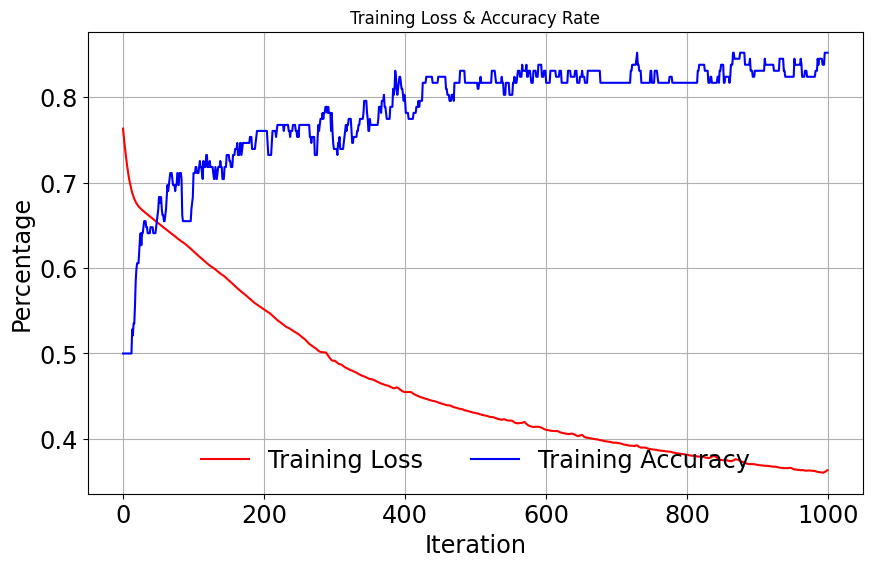 Training Loss & Accuracy Rate
Percentage
0.8
0.7
0.6
0.5
0.4
Training Loss Training Accuracy
0 200 400 600 800 1000
Iteration